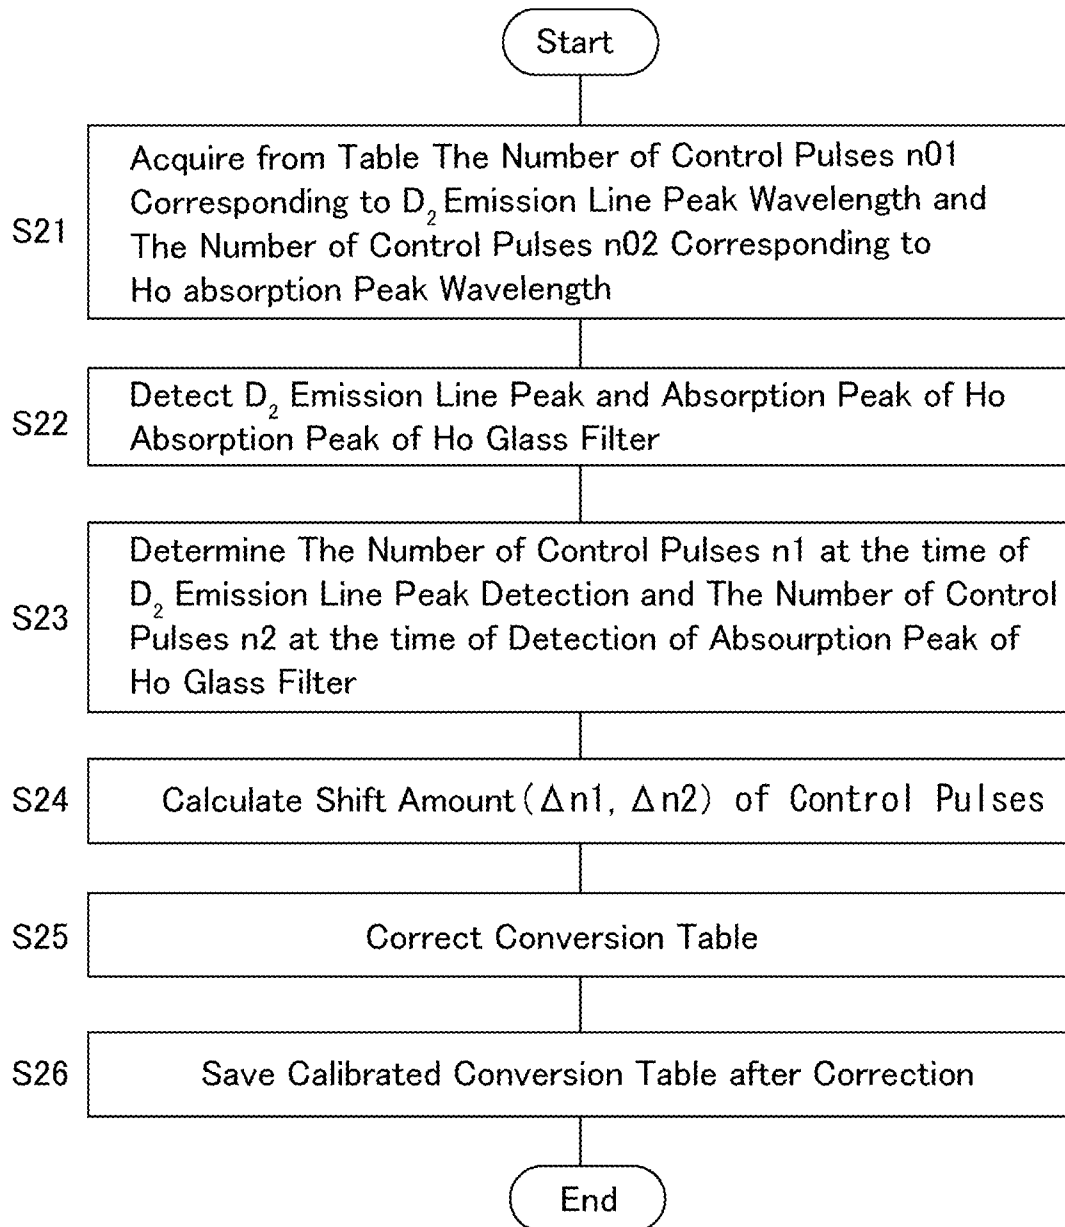 Start
S21
Acquire from Table The Number of Control Pulses n01
Corresponding to D₂ Emission Line Peak Wavelength and
The Number of Control Pulses n02 Corresponding to
Ho absorption Peak Wavelength
S22
Detect D₂ Emission Line Peak and Absorption Peak of Ho
Absorption Peak of Ho Glass Filter
S23
Determine The Number of Control Pulses n1 at the time of
D₂ Emission Line Peak Detection and The Number of Control
Pulses n2 at the time of Detection of Absourption Peak of
Ho Glass Filter
S24
Calculate Shift Amount(Δn1, Δn2) of Control Pulses
S25
Correct Conversion Table
S26
Save Calibrated Conversion Table after Correction
End